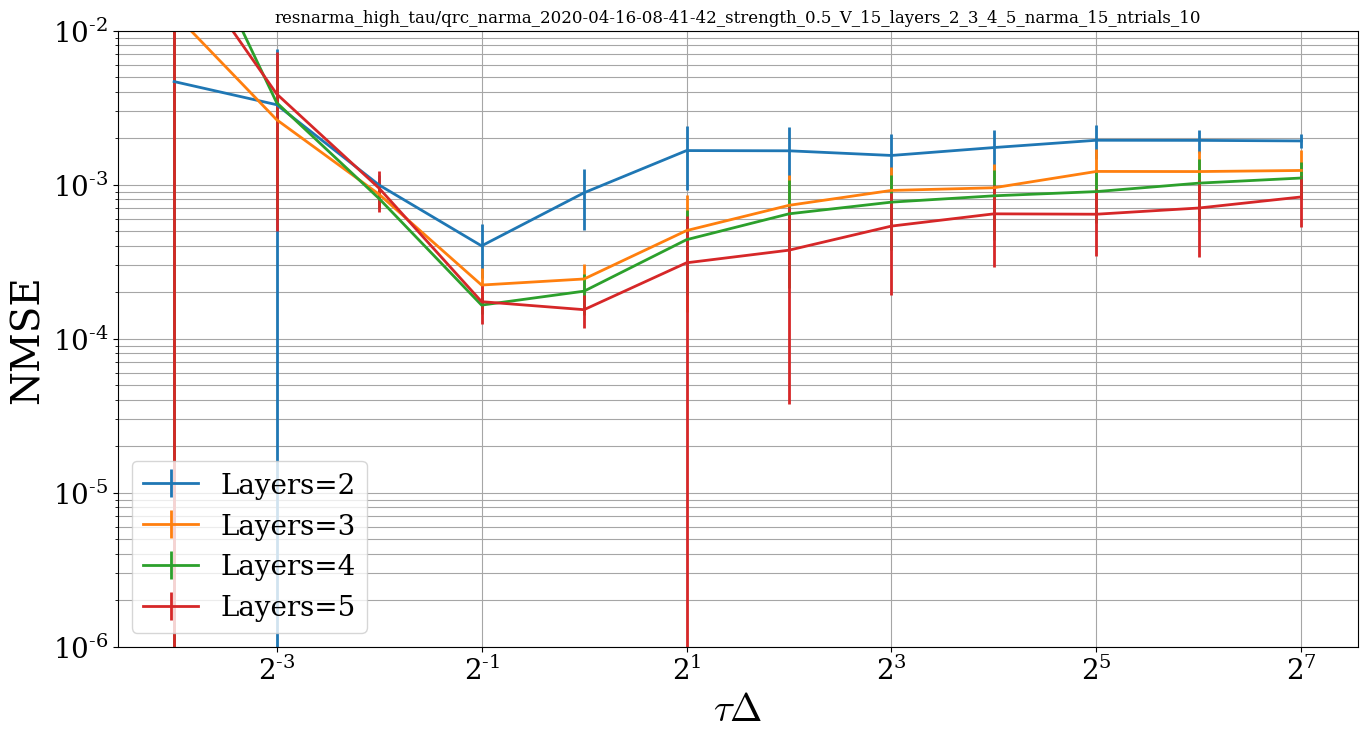 resnarma_high_tau/qrc_narma_2020-04-16-08-41-42_strength_0.5_V_15_layers_2_3_4_5_narma_15_ntrials_10
10^-2
10^-3
10^-4
10^-5
10^-6
NMSE
Layers=2
Layers=3
Layers=4
Layers=5
2^-3 2^-1 2^1 2^3 2^5 2^7
τΔ